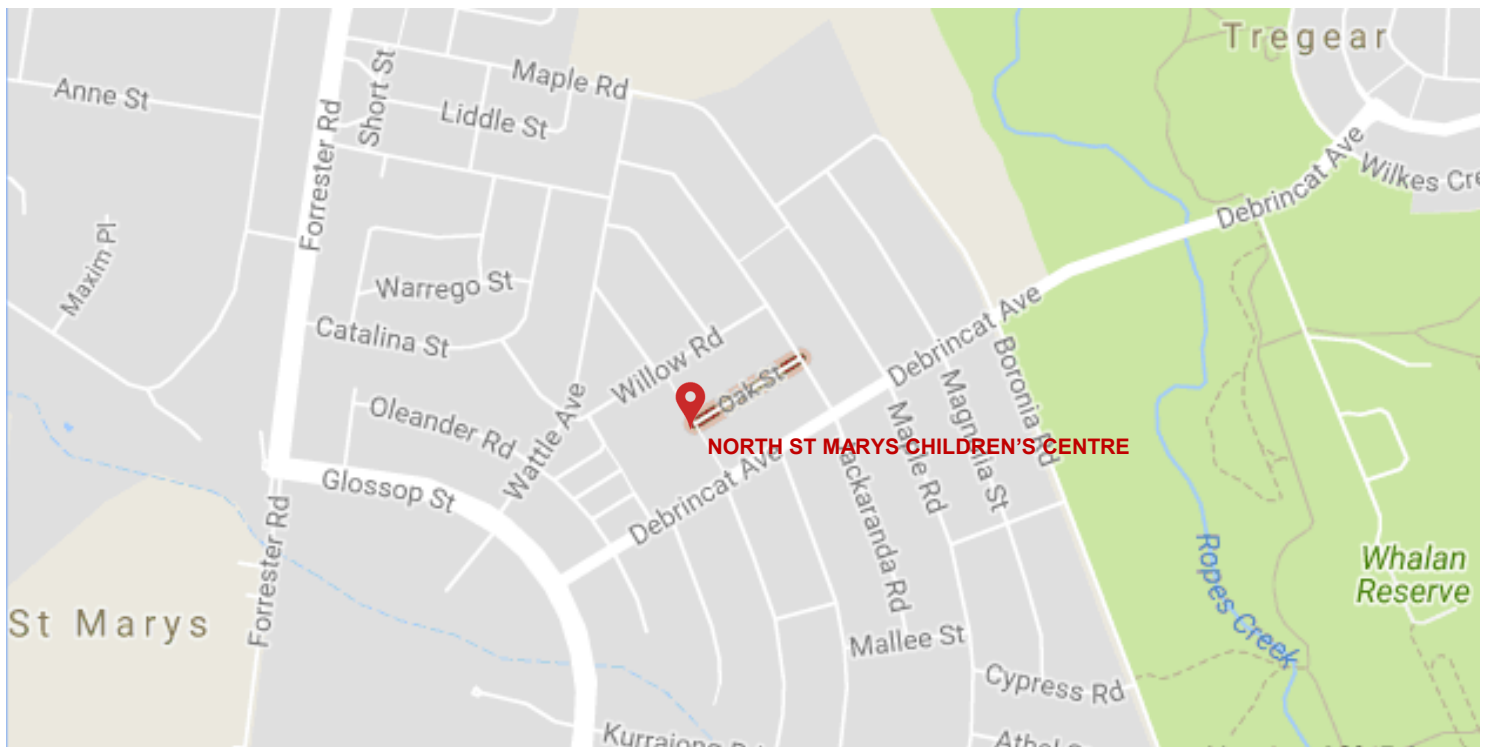 Tregear
Anne St
Short St
Maple Rd
Liddle St
Forrester Rd
Debrincat Ave
Wilkes Cre
Maxim Pl
Warrego St
Catalina St
Willow Rd
Oak St
Debrincat Ave
Boronia Rd
Magnolia St
Maple Rd
Oleander Rd
Wattle Ave
NORTH ST MARYS CHILDREN'S CENTRE
Glossop St
Debrincat Ave
Jackaranda Rd
Forrester Rd
Ropes Creek
Whalan
Reserve
St Marys
Mallee St
Cypress Rd